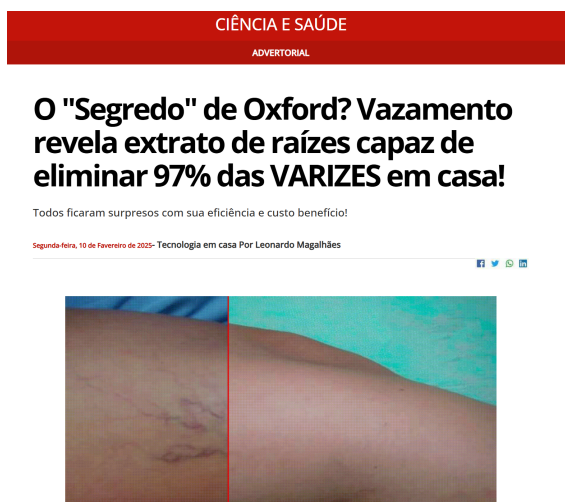 CIÊNCIA E SAÚDE
ADVERTORIAL
O "Segredo" de Oxford? Vazamento
revela extrato de raízes capaz de
eliminar 97% das VARIZES em casa!
Todos ficaram surpresos com sua eficiência e custo benefício!
Segunda-feira, 10 de Favereiro de 2025- Tecnologia em casa Por Leonardo Magalhães